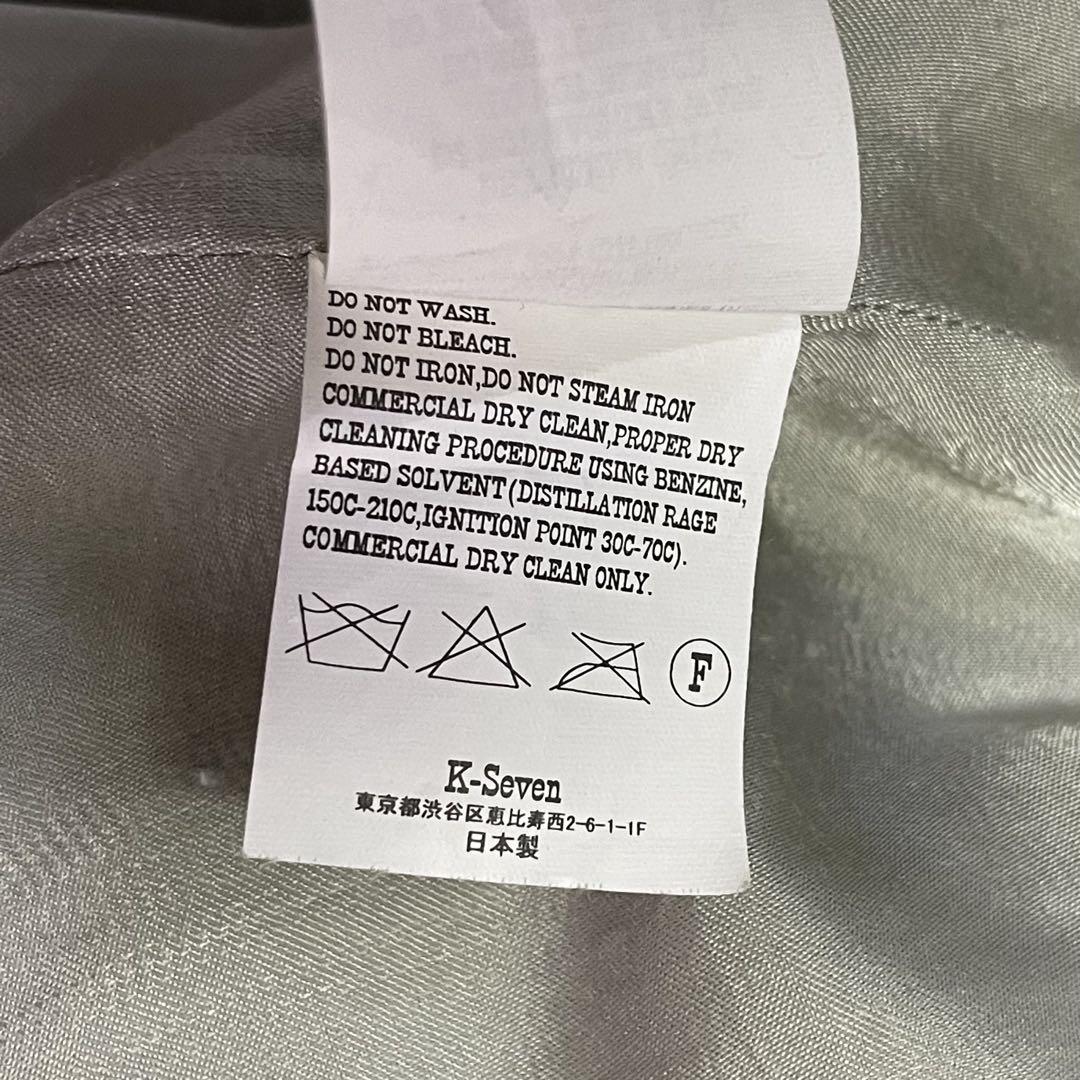 DO NOT WASH.
DO NOT BLEACH.
DO NOT IRON,DO NOT STEAM IRON
COMMERCIAL DRY CLEAN,PROPER DRY
CLEANING PROCEDURE USING BENZINE,
BASED SOLVENT(DISTILLATION RAGE
150C-210C,IGNITION POINT 30C-70C).
COMMERCIAL DRY CLEAN ONLY.
F
K-Seven
東京都渋谷区恵比寿西2-6-1-1F
日本製